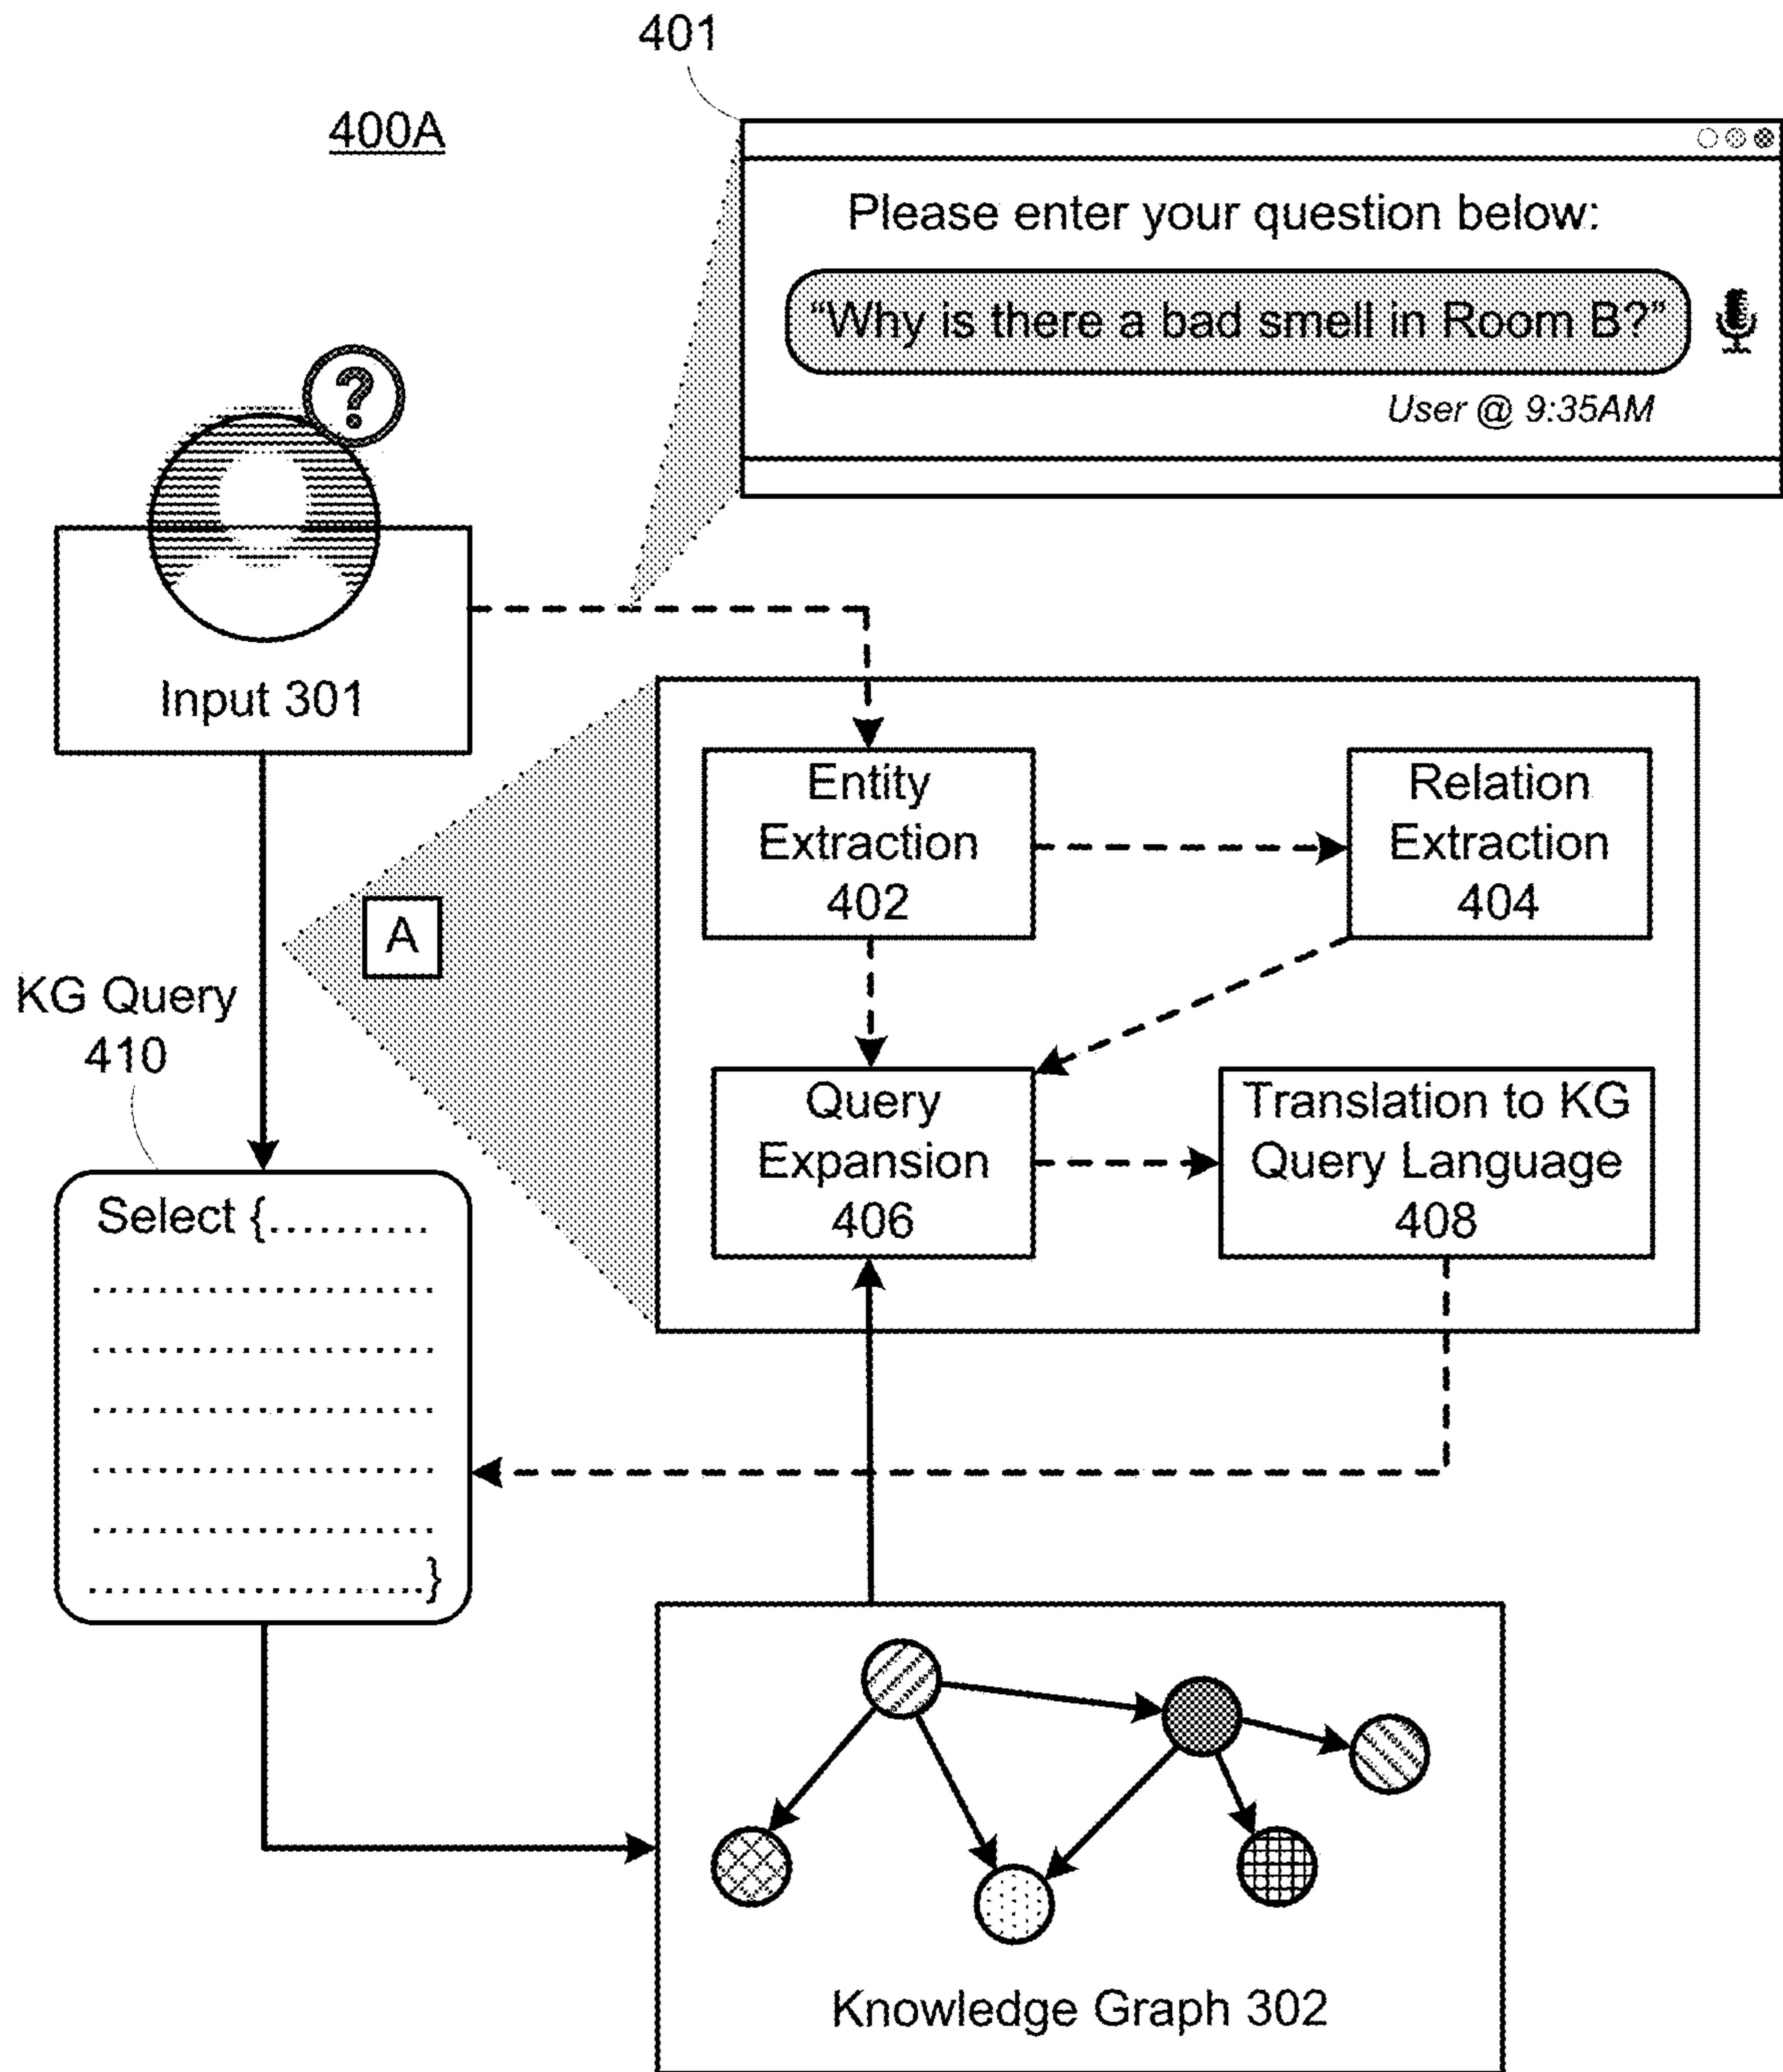 401
400A
Please enter your question below:
“Why is there a bad smell in Room B?”
User @ 9:35AM
?
Input 301
Entity
Extraction
402
Relation
Extraction
404
A
KG Query
410
Query
Expansion
406
Translation to KG
Query Language
408
Select {..........
....................
....................
....................
....................
....................
....................}
Knowledge Graph 302